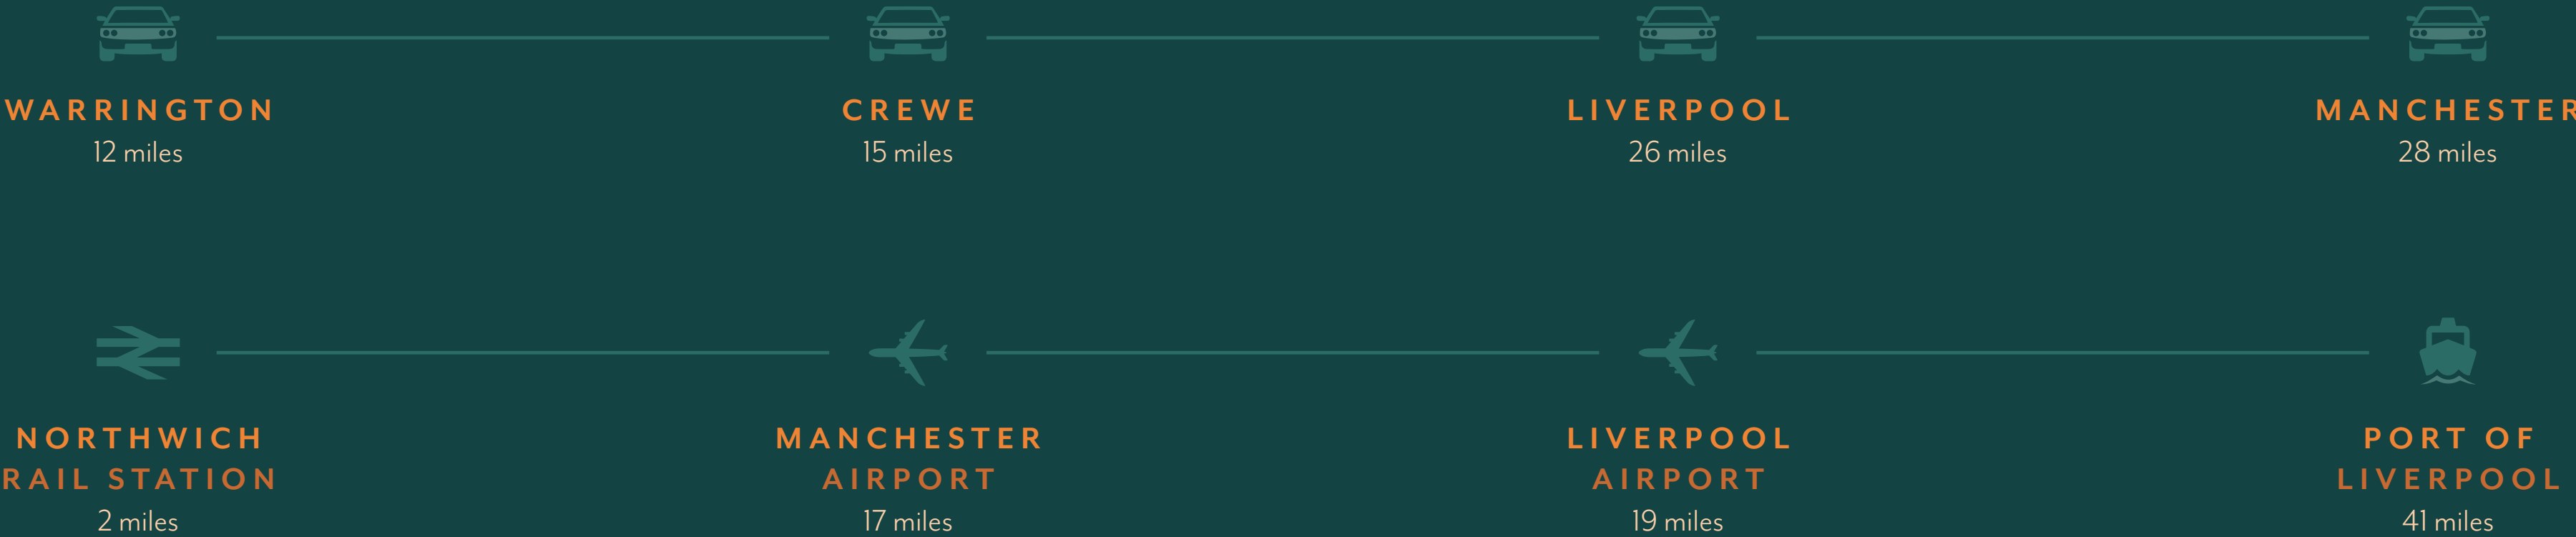 WARRINGTON
12 miles
CREWE
15 miles
LIVERPOOL
26 miles
MANCHESTER
28 miles
NORTHWICH
RAIL STATION
2 miles
MANCHESTER
AIRPORT
17 miles
LIVERPOOL
AIRPORT
19 miles
PORT OF
LIVERPOOL
41 miles